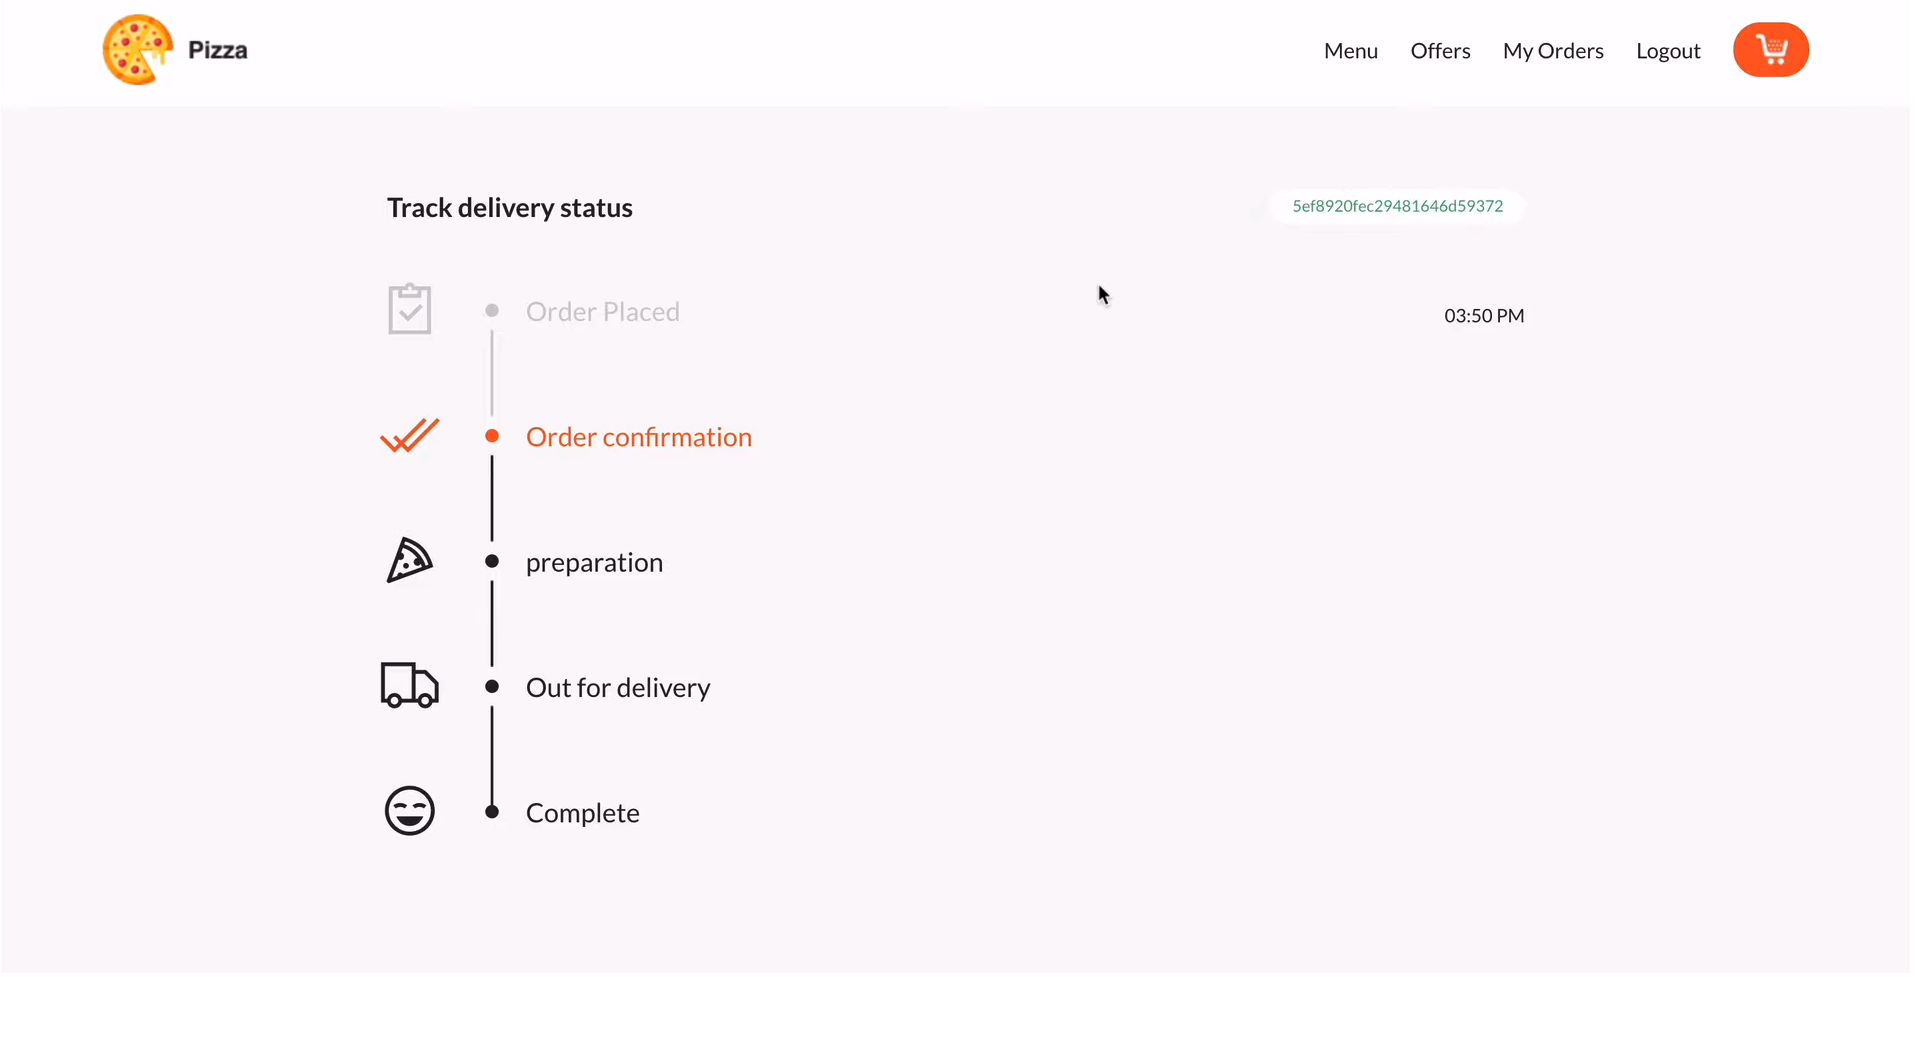 Pizza
Menu Offers My Orders Logout
Track delivery status
5ef8920fec29481646d59372
Order Placed
03:50 PM
Order confirmation
preparation
Out for delivery
Complete